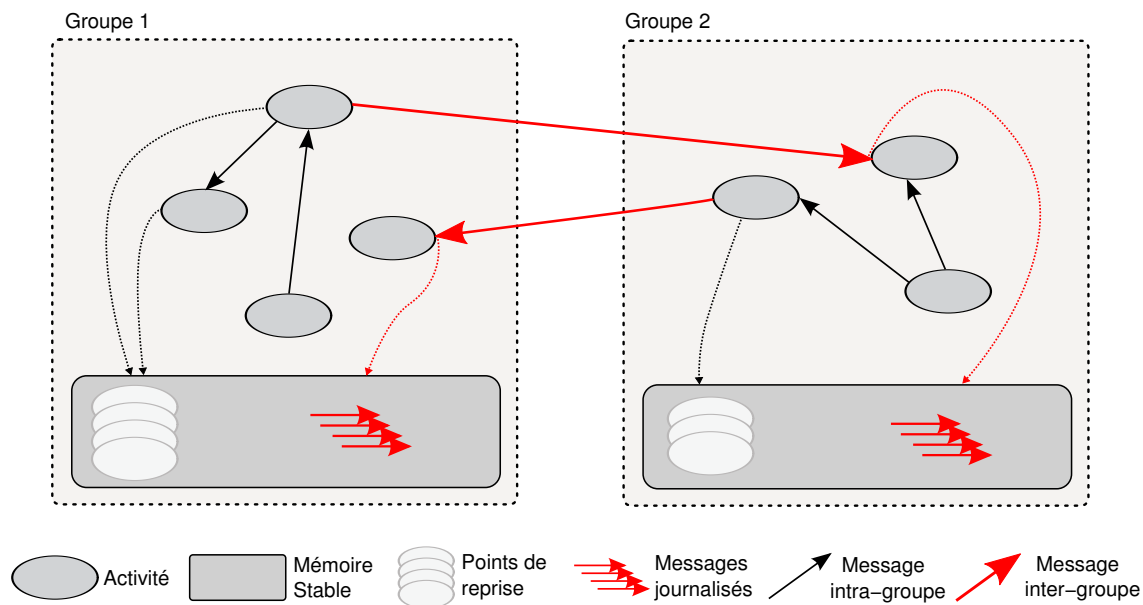 Groupe 1
Groupe 2
Activité
Mémoire
Stable
Points de
reprise
Messages
journalisés
Message
intra−groupe
Message
inter−groupe